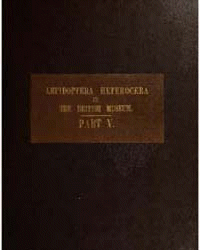 LEPIDOPTERA HETEROCERA
IN
THE BRITISH MUSEUM.
PART V.